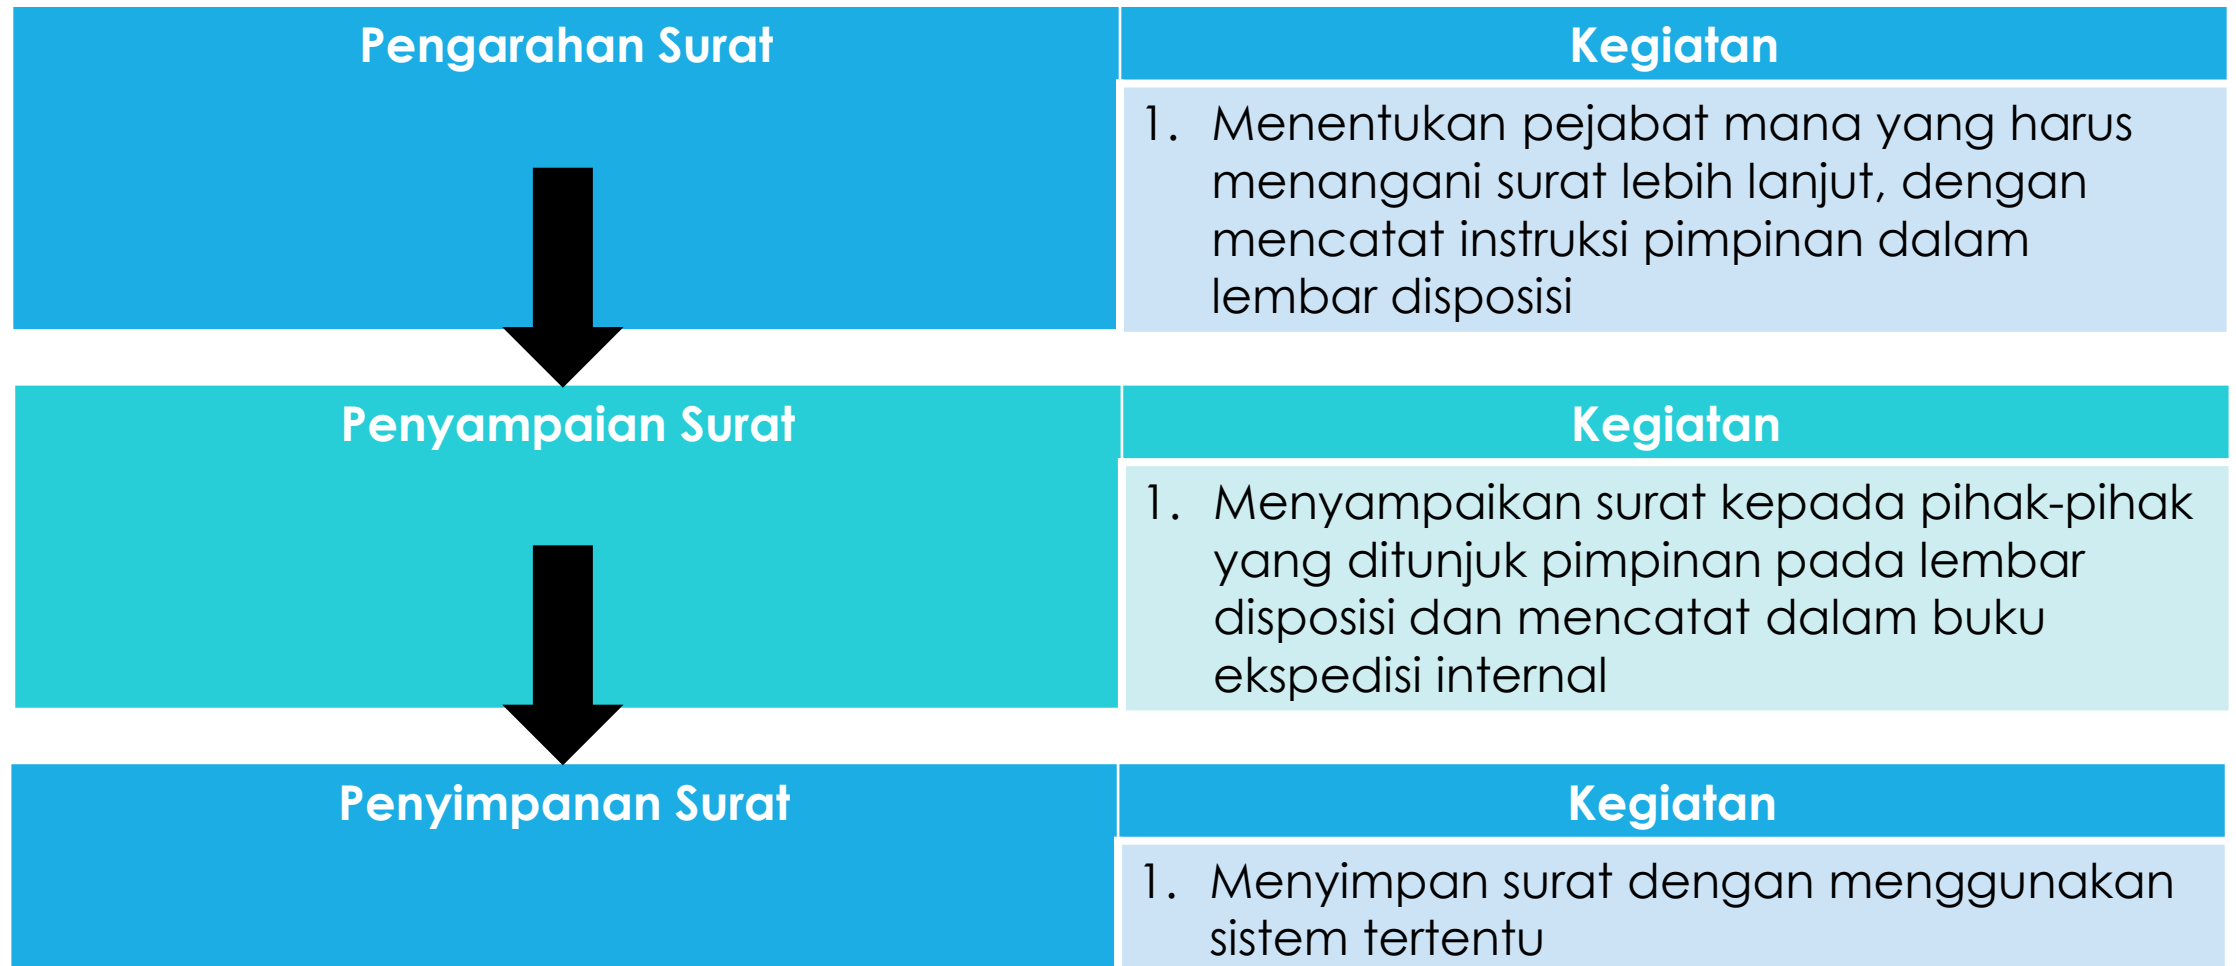 Pengarahan Surat
Kegiatan
1. Menentukan pejabat mana yang harus
menangani surat lebih lanjut, dengan
mencatat instruksi pimpinan dalam
lembar disposisi
Penyampaian Surat
Kegiatan
1. Menyampaikan surat kepada pihak-pihak
yang ditunjuk pimpinan pada lembar
disposisi dan mencatat dalam buku
ekspedisi internal
Penyimpanan Surat
Kegiatan
1. Menyimpan surat dengan menggunakan
sistem tertentu